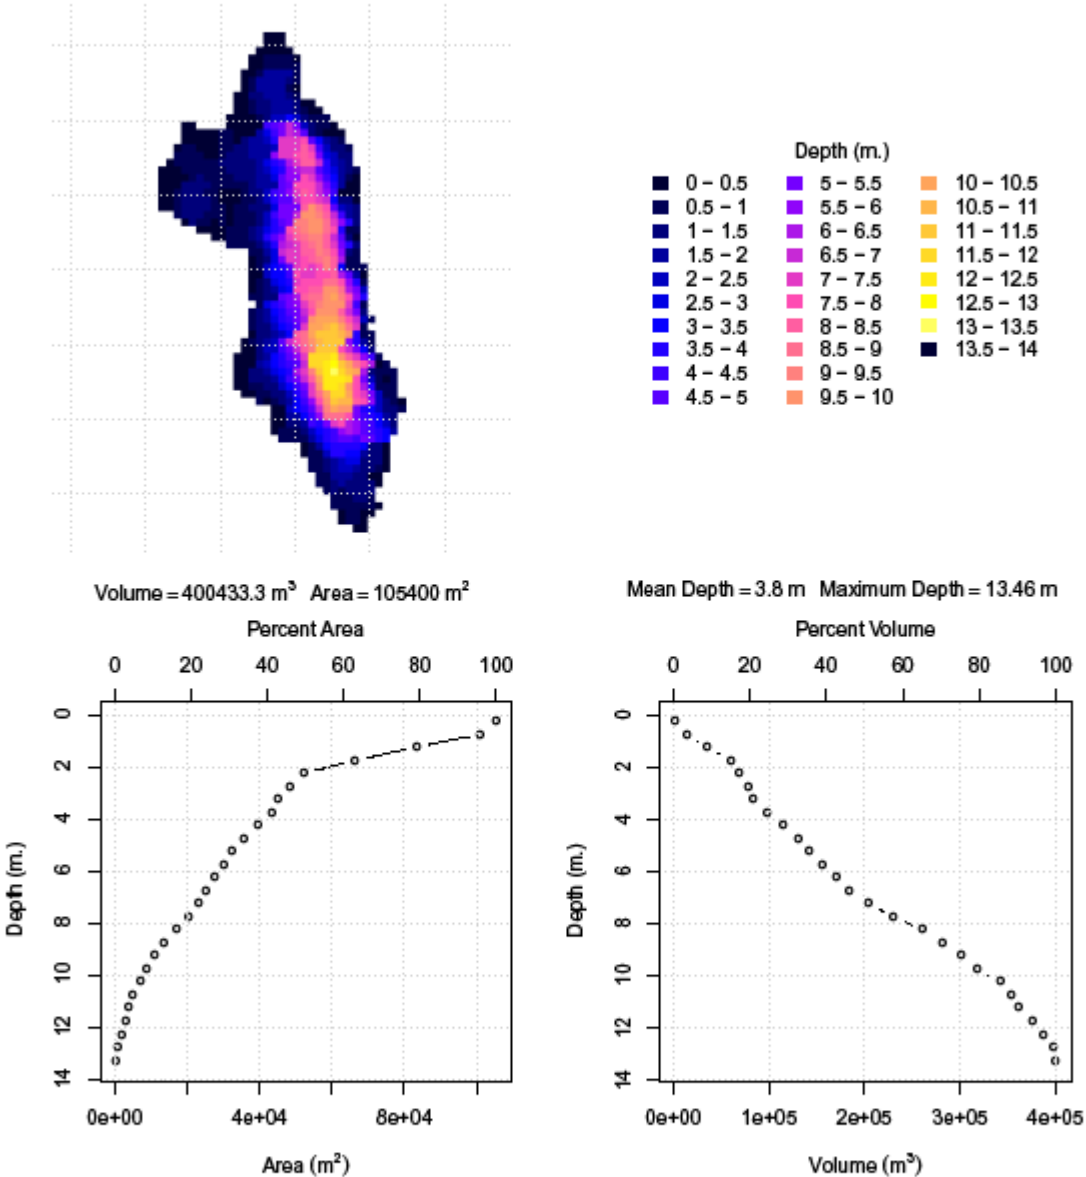 Depth (m.)
0 − 0.5 5 − 5.5 10 − 10.5
0.5 − 1 5.5 − 6 10.5 − 11
1 − 1.5 6 − 6.5 11 − 11.5
1.5 − 2 6.5 − 7 11.5 − 12
2 − 2.5 7 − 7.5 12 − 12.5
2.5 − 3 7.5 − 8 12.5 − 13
3 − 3.5 8 − 8.5 13 − 13.5
3.5 − 4 8.5 − 9 13.5 − 14
4 − 4.5 9 − 9.5
4.5 − 5 9.5 − 10
Volume = 400433.3 m³ Area = 105400 m²
Percent Area
0 20 40 60 80 100
Depth (m.)
0
2
4
6
8
10
12
14
0e+00 4e+04 8e+04
Area (m²)
Mean Depth = 3.8 m Maximum Depth = 13.46 m
Percent Volume
0 20 40 60 80 100
Depth (m.)
0
2
4
6
8
10
12
14
0e+00 1e+05 2e+05 3e+05 4e+05
Volume (m³)